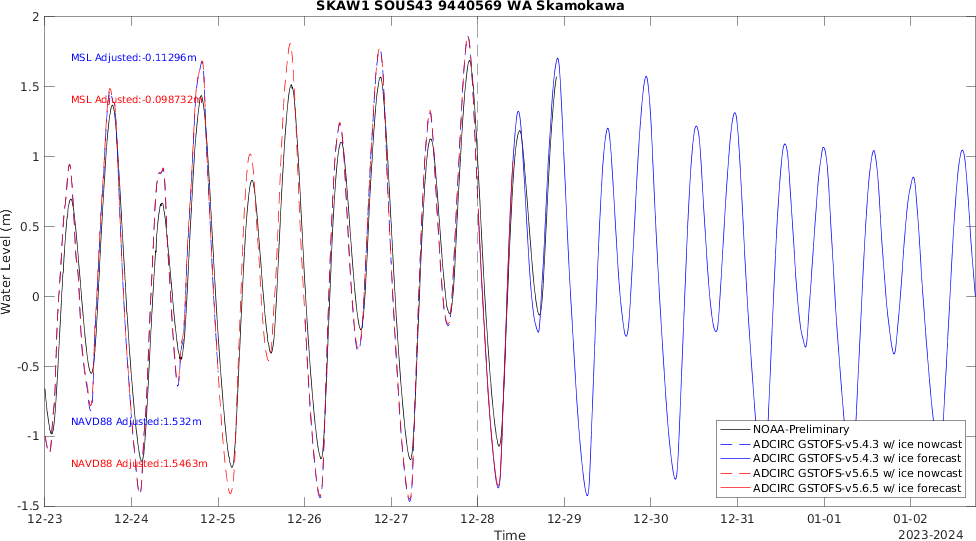 SKAW1 SOUS43 9440569 WA Skamokawa
2
1.5
1
0.5
0
-0.5
-1
-1.5
Water Level (m)
MSL Adjusted:-0.11296m
MSL Adjusted:-0.098732m
NAVD88 Adjusted:1.532m
NAVD88 Adjusted:1.5463m
NOAA-Preliminary
ADCIRC GSTOFS-v5.4.3 w/ ice nowcast
ADCIRC GSTOFS-v5.4.3 w/ ice forecast
ADCIRC GSTOFS-v5.6.5 w/ ice nowcast
ADCIRC GSTOFS-v5.6.5 w/ ice forecast
12-23 12-24 12-25 12-26 12-27 12-28 12-29 12-30 12-31 01-01 01-02
Time
2023-2024